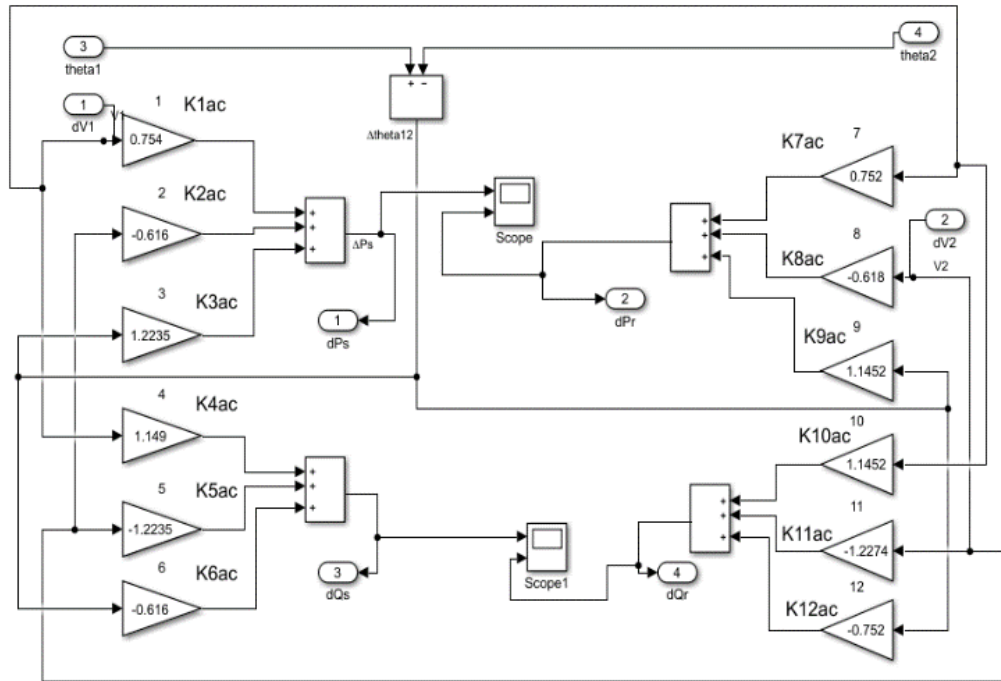 3
theta1
4
theta2
+ −
Δtheta12
1
dV1
1
K1ac
0.754
2
K2ac
-0.616
3
K3ac
1.2235
+
+
+
ΔPs
1
dPs
Scope
2
dPr
+
+
+
K7ac
7
0.752
2
dV2
V2
8
K8ac
-0.618
K9ac
9
1.1452
4
K4ac
1.149
5
K5ac
-1.2235
6
K6ac
-0.616
+
+
+
3
dQs
Scope1
4
dQr
+
+
+
10
K10ac
1.1452
11
K11ac
-1.2274
12
K12ac
-0.752